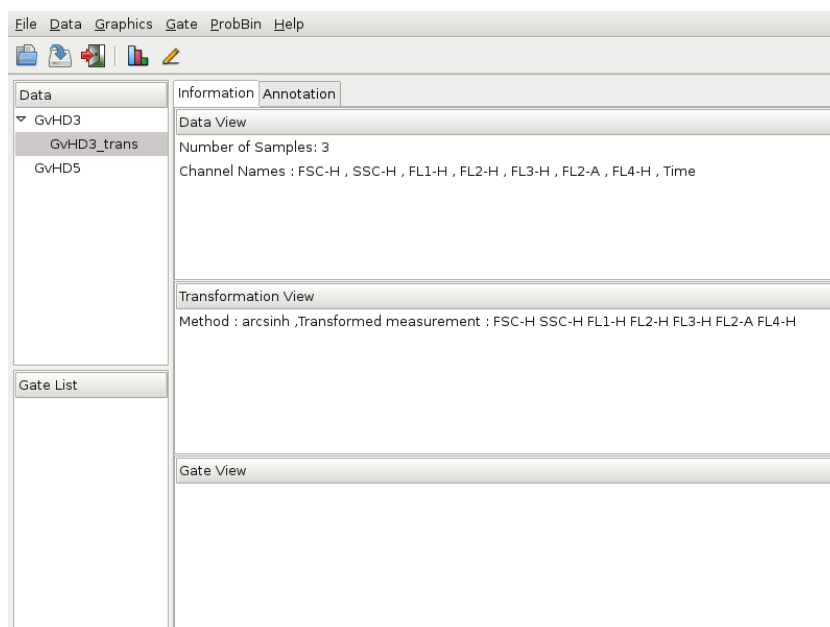 File Data Graphics Gate ProbBin Help
Data
GvHD3
GvHD3_trans
GvHD5
Gate List
Information Annotation
Data View
Number of Samples: 3
Channel Names : FSC-H , SSC-H , FL1-H , FL2-H , FL3-H , FL2-A , FL4-H , Time
Transformation View
Method : arcsinh ,Transformed measurement : FSC-H SSC-H FL1-H FL2-H FL3-H FL2-A FL4-H
Gate View